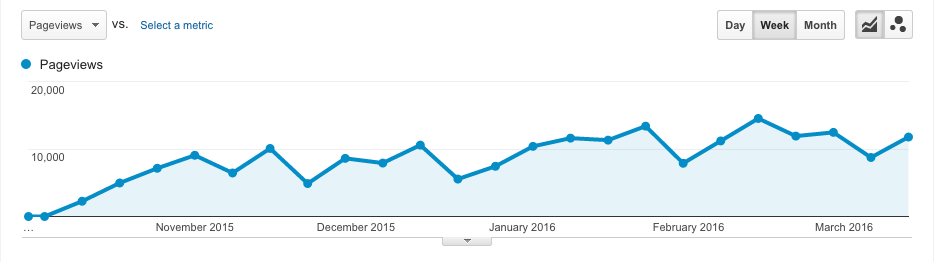 Pageviews vs. Select a metric Day Week Month
Pageviews
20,000
10,000
... November 2015 December 2015 January 2016 February 2016 March 2016